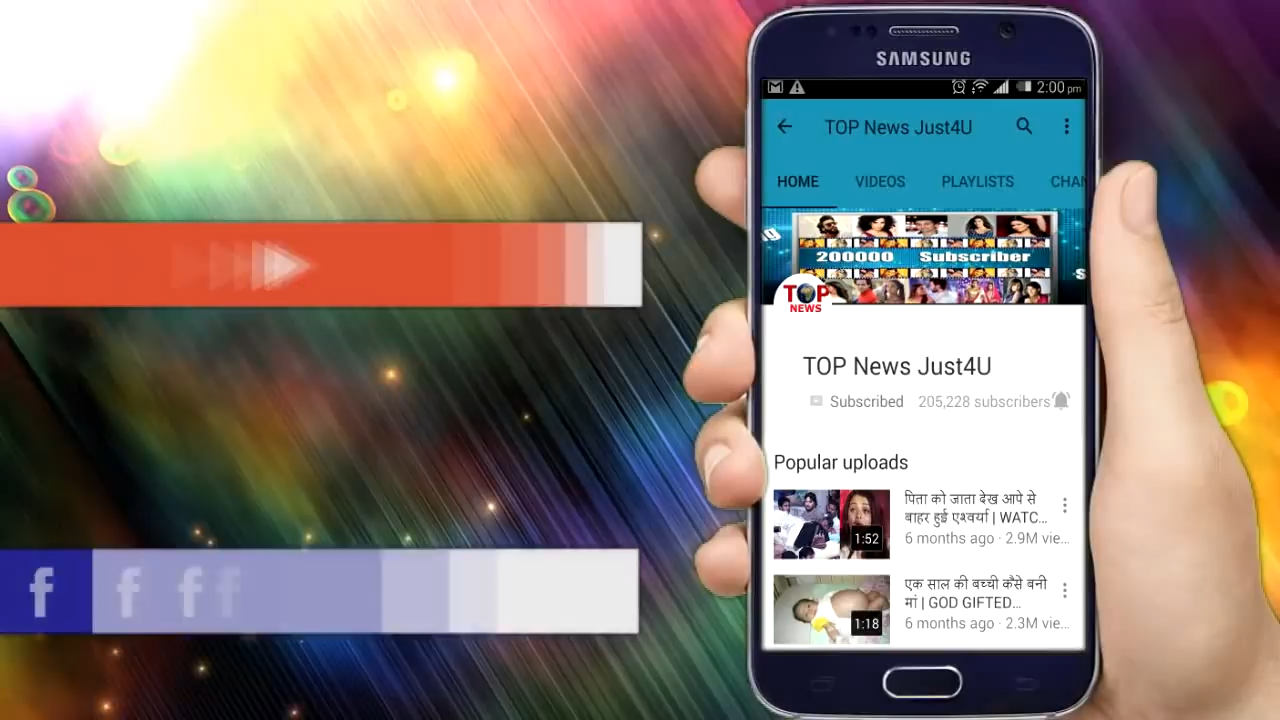 SAMSUNG
2:00 pm
TOP News Just4U
HOME VIDEOS PLAYLISTS CHAN
200000 Subscriber
TOP
NEWS
TOP News Just4U
Subscribed 205,228 subscribers
Popular uploads
पिता को जाता देख आपे से
बाहर हुई एश्वर्या | WATC...
6 months ago · 2.9M vie...
1:52
एक साल की बच्ची कैसे बनी
मां | GOD GIFTED...
6 months ago · 2.3M vie...
1:18
f f f f